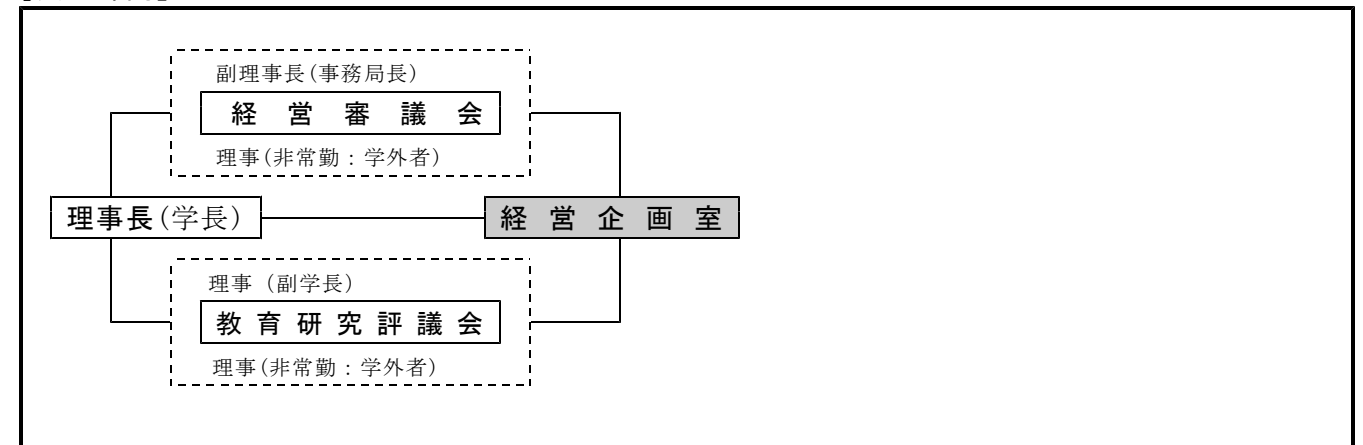 副理事長(事務局長)
経営審議会
理事(非常勤:学外者)
理事長(学長)
経営企画室
理事（副学長）
教育研究評議会
理事(非常勤:学外者)